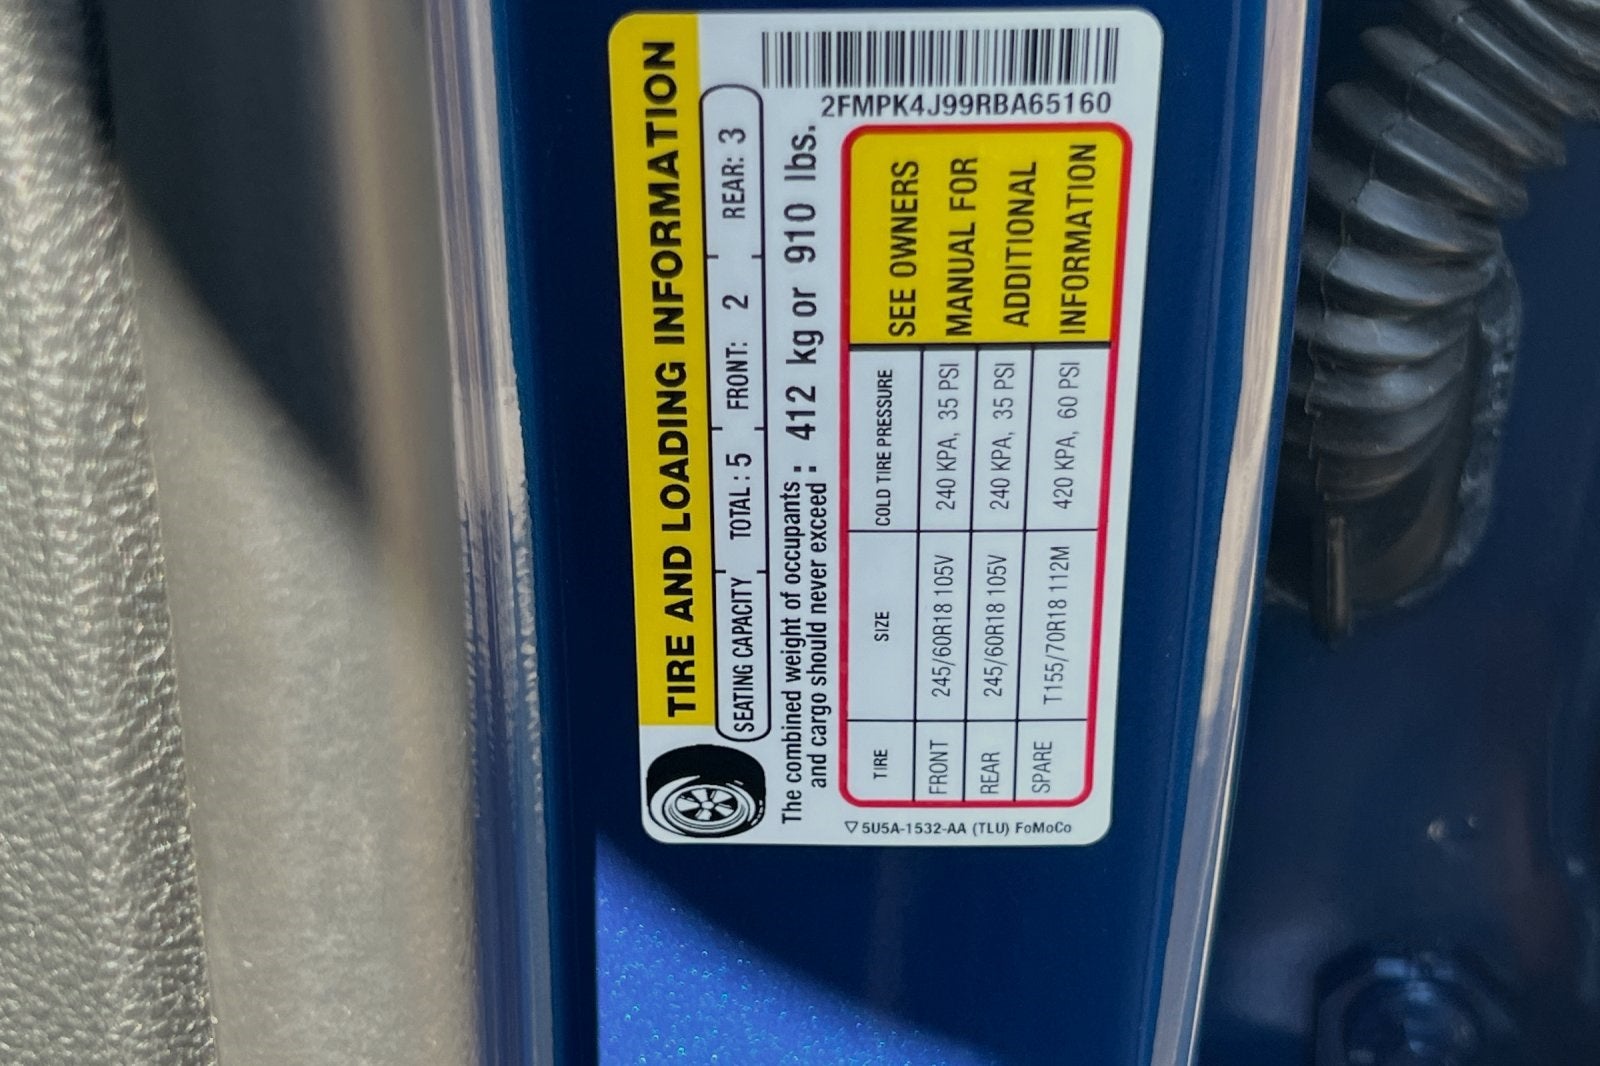 TIRE AND LOADING INFORMATION
SEATING CAPACITY TOTAL: 5 FRONT: 2 REAR: 3
The combined weight of occupants and cargo should never exceed : 412 kg or 910 lbs.
2FMPK4J99RBA65160
TIRE SIZE COLD TIRE PRESSURE
FRONT 245/60R18 105V 240 KPA, 35 PSI
REAR 245/60R18 105V 240 KPA, 35 PSI
SPARE T155/70R18 112M 420 KPA, 60 PSI
SEE OWNERS
MANUAL FOR
ADDITIONAL
INFORMATION
5U5A-1532-AA (TLU) FoMoCo